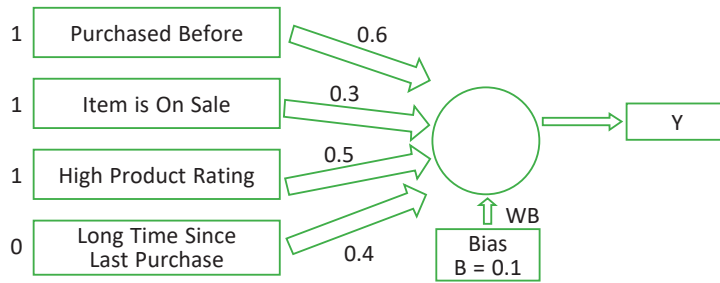 1 Purchased Before 0.6
1 Item is On Sale 0.3
Y
1 High Product Rating 0.5
0 Long Time Since
Last Purchase 0.4
WB
Bias
B = 0.1